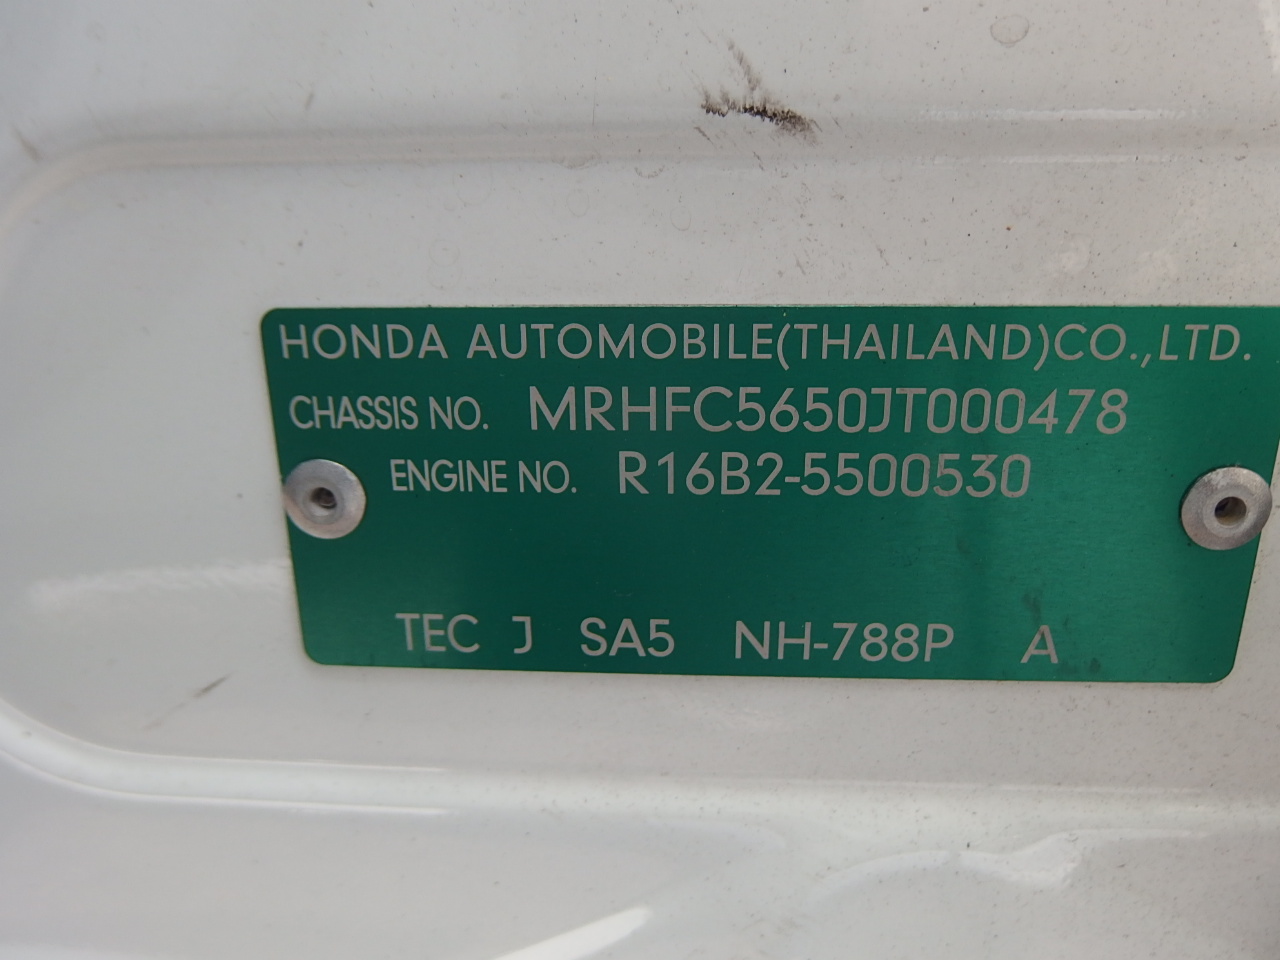 HONDA AUTOMOBILE(THAILAND)CO.,LTD.
CHASSIS NO. MRHFC5650JT000478
ENGINE NO. R16B2-5500530
TEC J SA5 NH-788P A